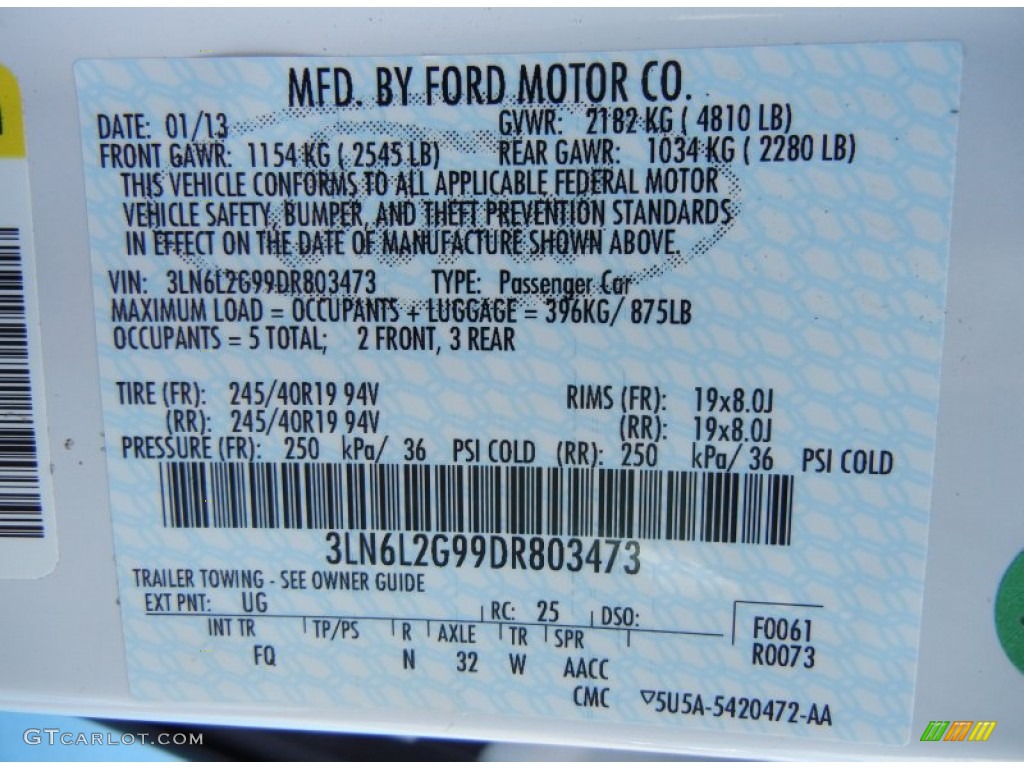 MFD. BY FORD MOTOR CO.
DATE: 01/13 GVWR: 2182 KG ( 4810 LB)
FRONT GAWR: 1154 KG ( 2545 LB) REAR GAWR: 1034 KG ( 2280 LB)
THIS VEHICLE CONFORMS TO ALL APPLICABLE FEDERAL MOTOR
VEHICLE SAFETY, BUMPER, AND THEFT PREVENTION STANDARDS
IN EFFECT ON THE DATE OF MANUFACTURE SHOWN ABOVE.
VIN: 3LN6L2G99DR803473 TYPE: Passenger Car
MAXIMUM LOAD = OCCUPANTS + LUGGAGE = 396KG/ 875LB
OCCUPANTS = 5 TOTAL; 2 FRONT, 3 REAR
TIRE (FR): 245/40R19 94V RIMS (FR): 19x8.0J
(RR): 245/40R19 94V (RR): 19x8.0J
PRESSURE (FR): 250 kPa/ 36 PSI COLD (RR): 250 kPa/ 36 PSI COLD
3LN6L2G99DR803473
TRAILER TOWING - SEE OWNER GUIDE
EXT PNT: UG RC: 25 DSO:
INT TR TP/PS R AXLE TR SPR F0061
FQ N 32 W AACC R0073
CMC ▽5U5A-5420472-AA
GTCARLOT.COM